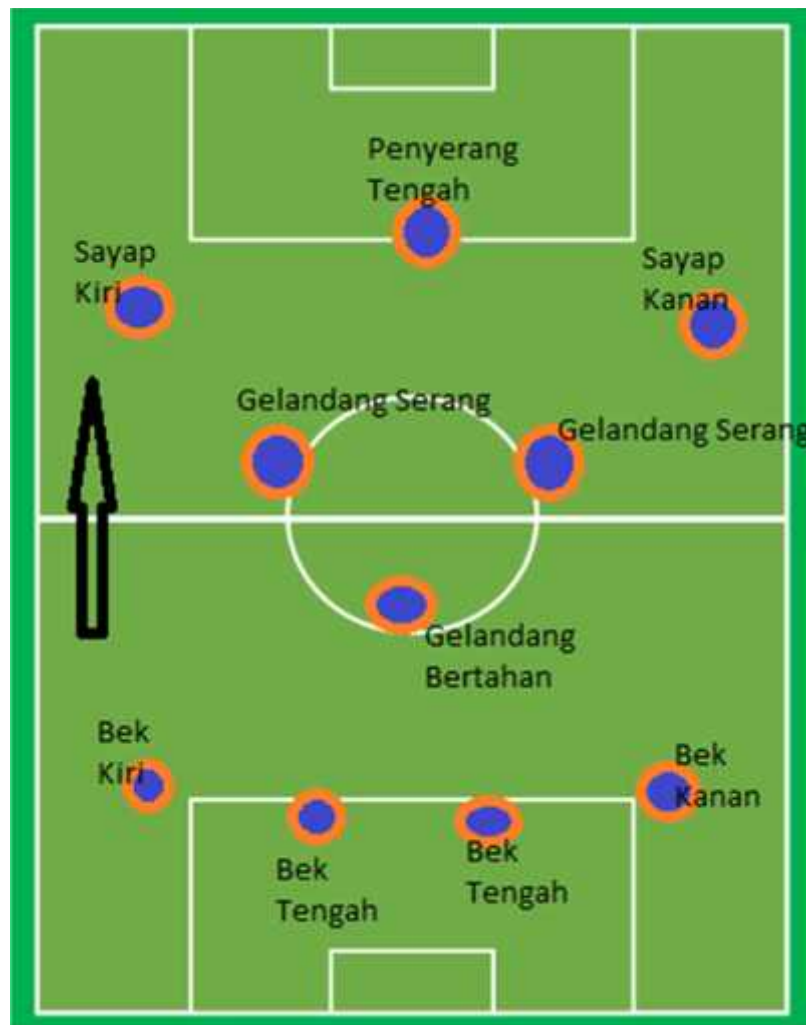 Penyerang
Tengah
Sayap
Kiri
Sayap
Kanan
Gelandang Serang
Gelandang Serang
Gelandang
Bertahan
Bek
Kiri
Bek
Kanan
Bek
Tengah
Bek
Tengah